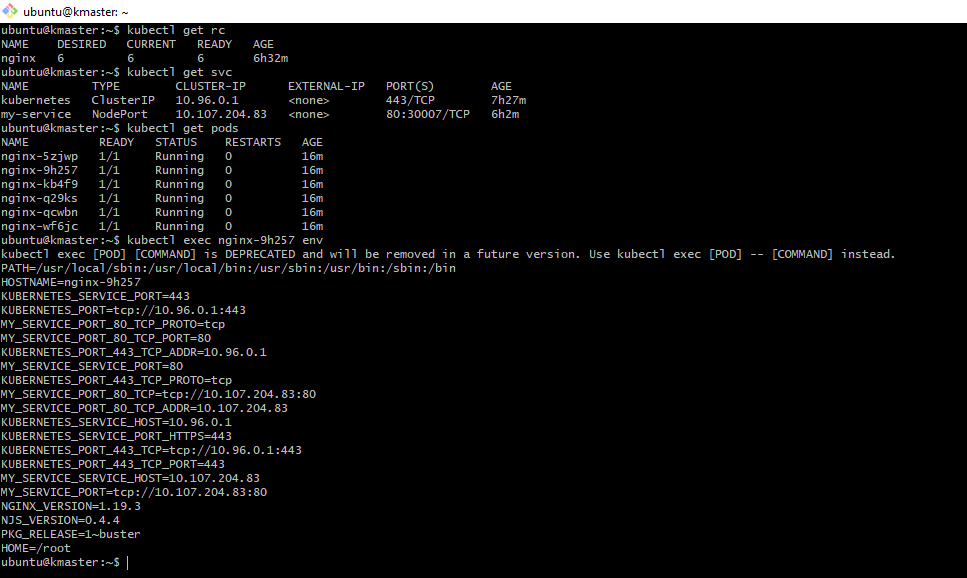 ubuntu@kmaster: ~
ubuntu@kmaster:~$ kubectl get rc
NAME    DESIRED   CURRENT   READY   AGE
nginx   6         6         6       6h32m
ubuntu@kmaster:~$ kubectl get svc
NAME         TYPE        CLUSTER-IP      EXTERNAL-IP   PORT(S)        AGE
kubernetes   ClusterIP   10.96.0.1       <none>        443/TCP        7h27m
my-service   NodePort    10.107.204.83   <none>        80:30007/TCP   6h2m
ubuntu@kmaster:~$ kubectl get pods
NAME          READY   STATUS    RESTARTS   AGE
nginx-5zjwp   1/1     Running   0          16m
nginx-9h257   1/1     Running   0          16m
nginx-kb4f9   1/1     Running   0          16m
nginx-q29ks   1/1     Running   0          16m
nginx-qcwbn   1/1     Running   0          16m
nginx-wf6jc   1/1     Running   0          16m
ubuntu@kmaster:~$ kubectl exec nginx-9h257 env
kubectl exec [POD] [COMMAND] is DEPRECATED and will be removed in a future version. Use kubectl exec [POD] -- [COMMAND] instead.
PATH=/usr/local/sbin:/usr/local/bin:/usr/sbin:/usr/bin:/sbin:/bin
HOSTNAME=nginx-9h257
KUBERNETES_SERVICE_PORT=443
KUBERNETES_PORT=tcp://10.96.0.1:443
MY_SERVICE_PORT_80_TCP_PROTO=tcp
MY_SERVICE_PORT_80_TCP_PORT=80
KUBERNETES_PORT_443_TCP_ADDR=10.96.0.1
MY_SERVICE_SERVICE_PORT=80
KUBERNETES_PORT_443_TCP_PROTO=tcp
MY_SERVICE_PORT_80_TCP=tcp://10.107.204.83:80
MY_SERVICE_PORT_80_TCP_ADDR=10.107.204.83
KUBERNETES_SERVICE_HOST=10.96.0.1
KUBERNETES_SERVICE_PORT_HTTPS=443
KUBERNETES_PORT_443_TCP=tcp://10.96.0.1:443
KUBERNETES_PORT_443_TCP_PORT=443
MY_SERVICE_SERVICE_HOST=10.107.204.83
MY_SERVICE_PORT=tcp://10.107.204.83:80
NGINX_VERSION=1.19.3
NJS_VERSION=0.4.4
PKG_RELEASE=1~buster
HOME=/root
ubuntu@kmaster:~$